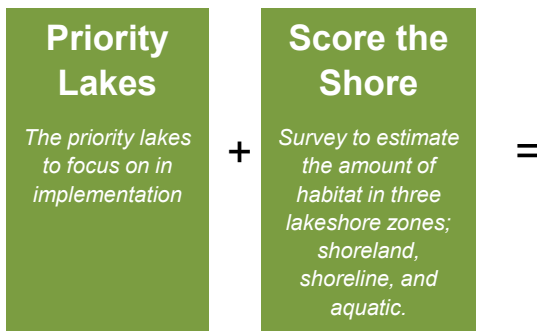 Priority
Lakes
The priority lakes
to focus on in
implementation
+
Score the
Shore
Survey to estimate
the amount of
habitat in three
lakeshore zones;
shoreland,
shoreline, and
aquatic.
=